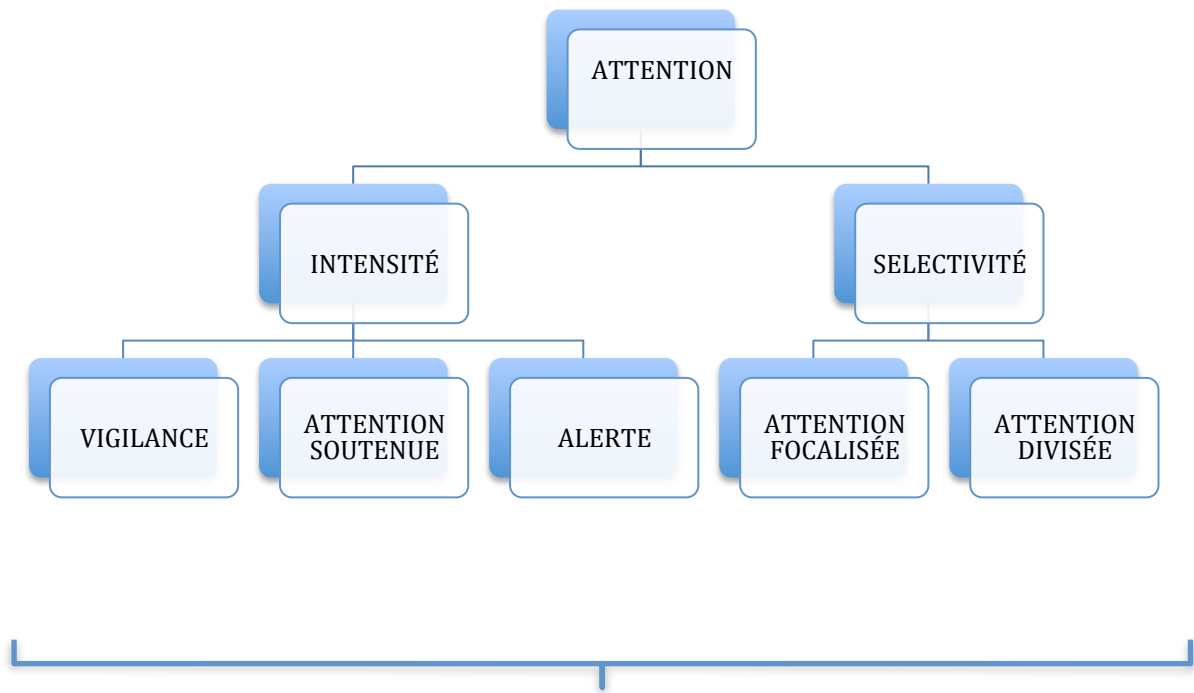 ATTENTION
INTENSITÉ
SELECTIVITÉ
VIGILANCE
ATTENTION
SOUTENUE
ALERTE
ATTENTION
FOCALISÉE
ATTENTION
DIVISÉE